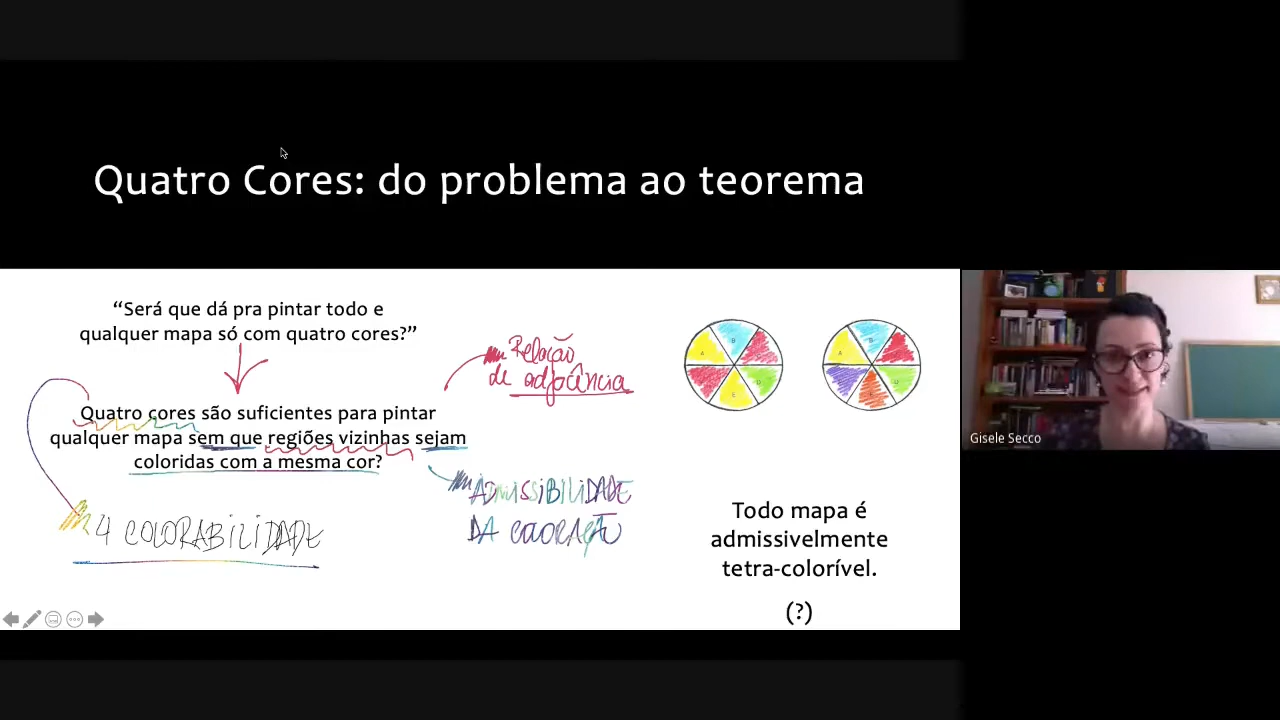 Quatro Cores: do problema ao teorema
“Será que dá pra pintar todo e
qualquer mapa só com quatro cores?”
Relação
de adjacência
Quatro cores são suficientes para pintar
qualquer mapa sem que regiões vizinhas sejam
coloridas com a mesma cor?
ADMISSIBILIDADE
DA COLORAÇÃO
4 COLORABILIDADE
A
B
D
E
A
B
D
Todo mapa é
admissivelmente
tetra-colorível.
(?)
Gisele Secco